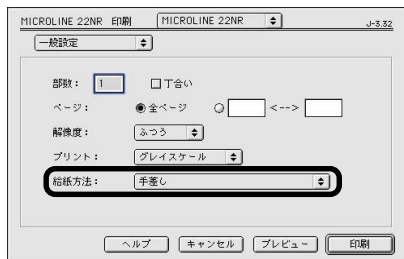 MICROLINE 22NR 印刷 MICROLINE 22NR J-3.32
一般設定
部数： 1 丁合い
ページ： 全ページ <-->
解像度： ふつう
プリント： グレイスケール
給紙方法： 手差し
ヘルプ キャンセル プレビュー 印刷